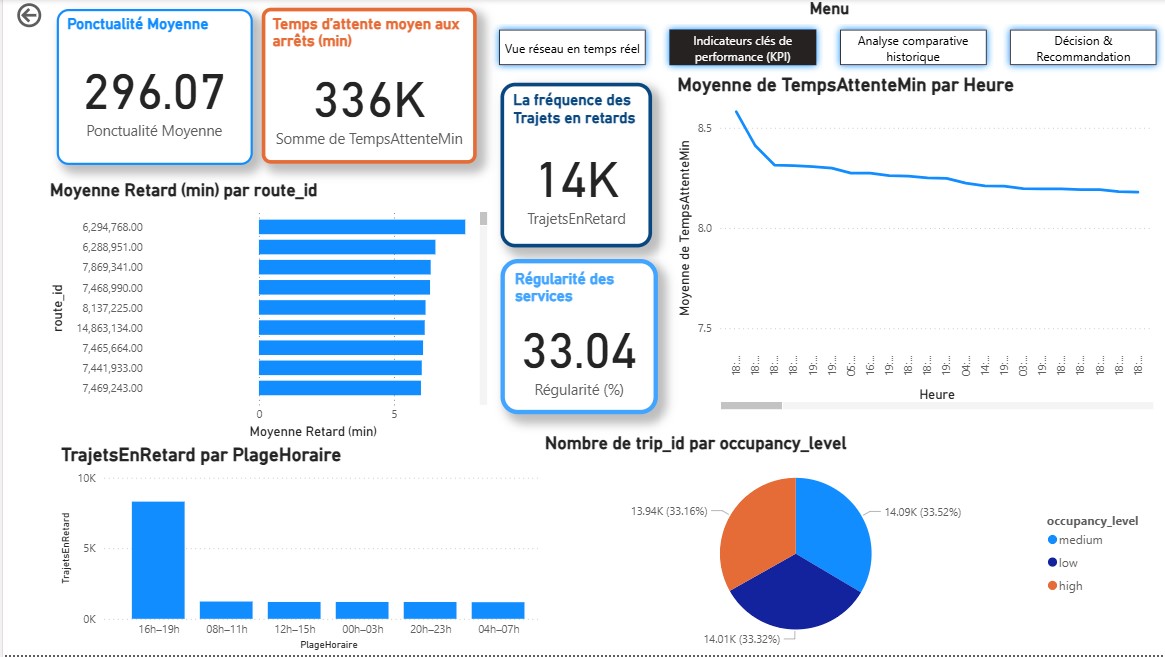 Menu
Vue réseau en temps réel
Indicateurs clés de
performance (KPI)
Analyse comparative
historique
Décision &
Recommandation
Ponctualité Moyenne
296.07
Ponctualité Moyenne
Temps d'attente moyen aux
arrêts (min)
336K
Somme de TempsAttenteMin
La fréquence des
Trajets en retards
14K
TrajetsEnRetard
Régularité des
services
33.04
Régularité (%)
Moyenne de TempsAttenteMin par Heure
Moyenne de TempsAttenteMin
8.5
8.0
7.5
18:...
18:...
18:...
18:...
19:...
19:...
05:...
16:...
19:...
18:...
19:...
18:...
04:...
14:...
19:...
03:...
19:...
18:...
18:...
18:...
18:...
18:...
Heure
Moyenne Retard (min) par route_id
route_id
6,294,768.00
6,288,951.00
7,869,341.00
7,468,990.00
8,137,225.00
14,863,134.00
7,465,664.00
7,441,933.00
7,469,243.00
0
5
Moyenne Retard (min)
TrajetsEnRetard par PlageHoraire
TrajetsEnRetard
10K
5K
0K
16h–19h
08h–11h
12h–15h
00h–03h
20h–23h
04h–07h
PlageHoraire
Nombre de trip_id par occupancy_level
13.94K (33.16%)
14.09K (33.52%)
14.01K (33.32%)
occupancy_level
medium
low
high